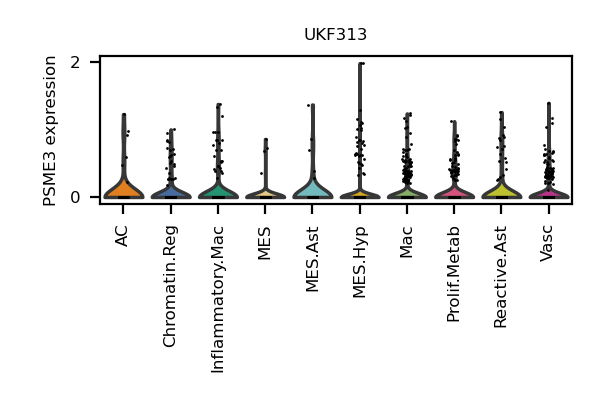 UKF313
PSME3 expression
2
0
AC
Chromatin.Reg
Inflammatory.Mac
MES
MES.Ast
MES.Hyp
Mac
Prolif.Metab
Reactive.Ast
Vasc